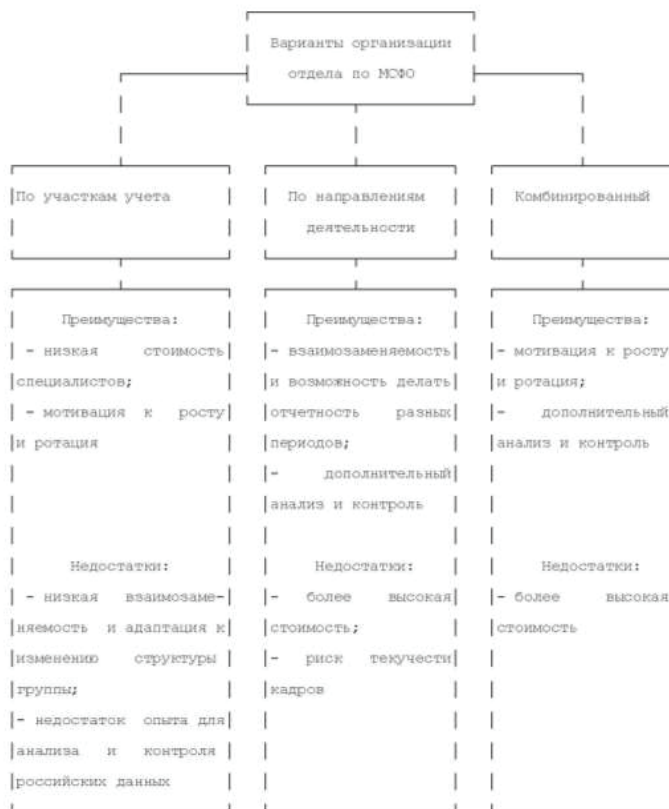 Варианты организации
отдела по МСФО
По участкам учета
По направлениям
деятельности
Комбинированный
Преимущества:
- низкая стоимость
специалистов;
- мотивация к росту
и ротация
Недостатки:
- низкая взаимозаме-
няемость и адаптация к
изменению структуры
группы;
- недостаток опыта для
анализа и контроля
российских данных
Преимущества:
- взаимозаменяемость
и возможность делать
отчетность разных
периодов;
- дополнительный
анализ и контроль
Недостатки:
- более высокая
стоимость;
- риск текучести
кадров
Преимущества:
- мотивация к росту
и ротация;
- дополнительный
анализ и контроль
Недостатки:
- более высокая
стоимость